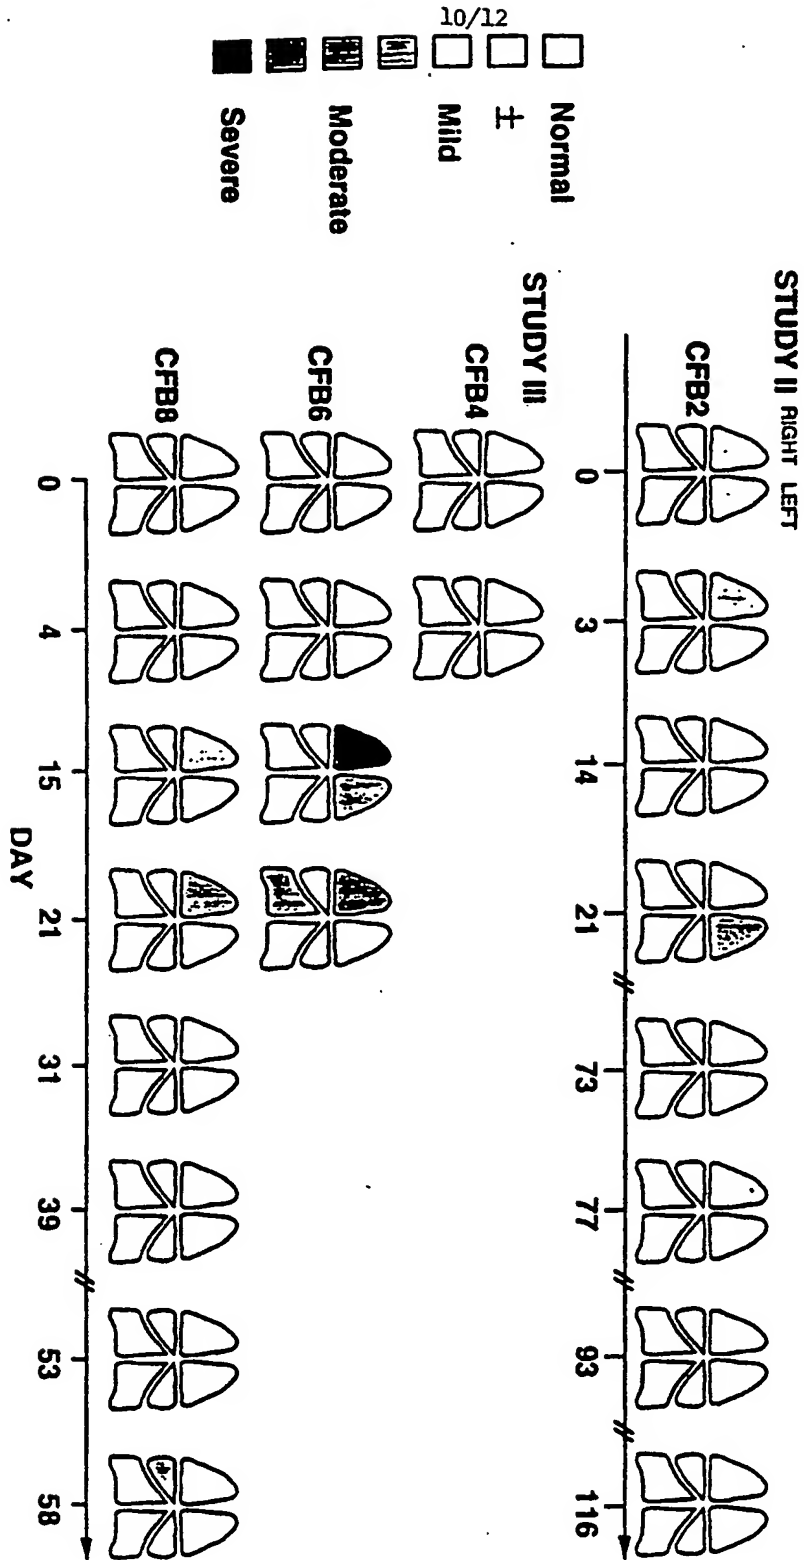 10/12
Normal
±
Mild
Moderate
Severe
STUDY II RIGHT LEFT
CFB2
0 3 14 21 73 77 93 116
STUDY III
CFB4
CFB6
CFB8
0 4 15 21 31 39 53 58
DAY